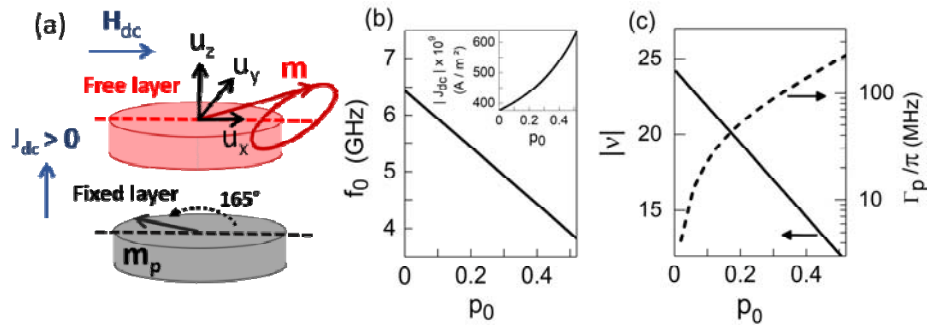 (a)
H_dc
u_z
u_y
m
Free layer
u_x
J_dc > 0
Fixed layer
165°
m_p
(b)
7
6
5
4
f_0 (GHz)
0
0.2
0.4
p_0
600
500
400
|J_dc| x 10^9
(A / m²)
0
0.2
0.4
p_0
(c)
25
20
15
|ν|
0
0.2
0.4
p_0
100
10
Γ_p/π (MHz)